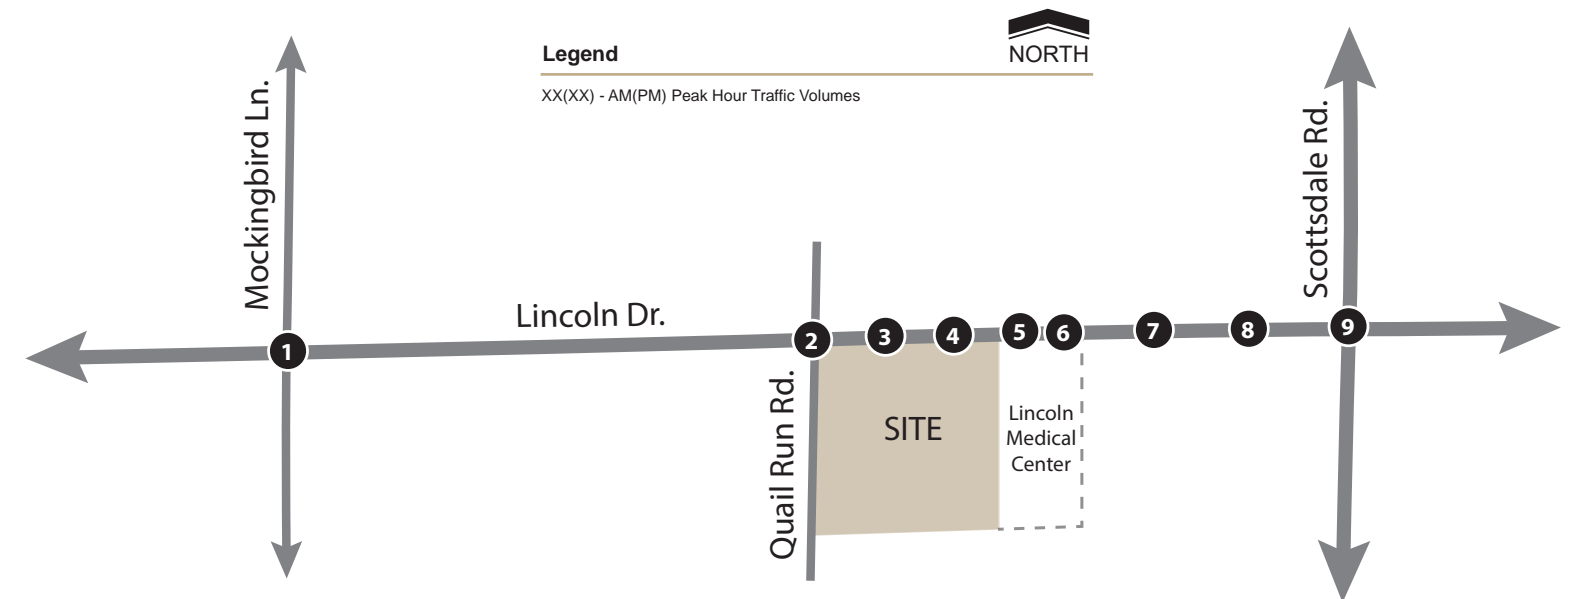 Legend
NORTH
XX(XX) - AM(PM) Peak Hour Traffic Volumes
Mockingbird Ln.
Scottsdale Rd.
Lincoln Dr.
1
2
3
4
5
6
7
8
9
Quail Run Rd.
SITE
Lincoln
Medical
Center